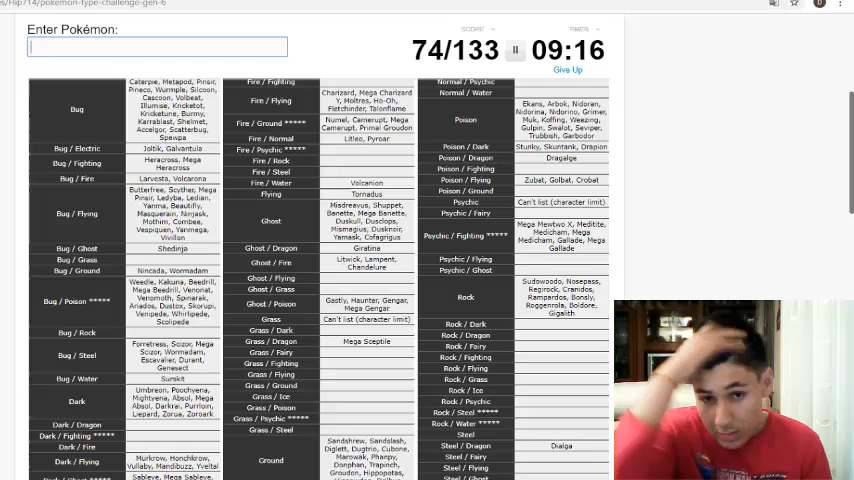 es/Flip714/pokemon-type-challenge-gen-6
Enter Pokémon:
SCORE
TIMER
74/133
09:16
Give Up
Bug
Caterpie, Metapod, Pinsir,
Pineco, Wurmple, Silcoon,
Cascoon, Volbeat,
Illumise, Kricketot,
Kricketune, Burmy,
Karrablast, Shelmet,
Accelgor, Scatterbug,
Spewpa
Bug / Electric
Joltik, Galvantula
Bug / Fighting
Heracross, Mega
Heracross
Bug / Fire
Larvesta, Volcarona
Bug / Flying
Butterfree, Scyther, Mega
Pinsir, Ledyba, Ledian,
Yanma, Beautifly,
Masquerain, Ninjask,
Mothim, Combee,
Vespiquen, Yanmega,
Vivillon
Bug / Ghost
Shedinja
Bug / Grass
Bug / Ground
Nincada, Wormadam
Bug / Poison *****
Weedle, Kakuna, Beedrill,
Mega Beedrill, Venonat,
Venomoth, Spinarak,
Ariados, Dustox, Skorupi,
Venipede, Whirlipede,
Scolipede
Bug / Rock
Bug / Steel
Forretress, Scizor, Mega
Scizor, Wormadam,
Escavalier, Durant,
Genesect
Bug / Water
Surskit
Dark
Umbreon, Poochyena,
Mightyena, Absol, Mega
Absol, Darkrai, Purrloin,
Liepard, Zorua, Zoroark
Dark / Dragon
Dark / Fighting *****
Dark / Fire
Dark / Flying
Murkrow, Honchkrow,
Vullaby, Mandibuzz, Yveltal
Sableye, Mega Sableye,
Fire / Fighting
Fire / Flying
Charizard, Mega Charizard
Y, Moltres, Ho-Oh,
Fletchinder, Talonflame
Fire / Ground *****
Numel, Camerupt, Mega
Camerupt, Primal Groudon
Fire / Normal
Litleo, Pyroar
Fire / Psychic *****
Fire / Rock
Fire / Steel
Fire / Water
Volcanion
Flying
Tornadus
Ghost
Misdreavus, Shuppet,
Banette, Mega Banette,
Duskull, Dusclops,
Mismagius, Dusknoir,
Yamask, Cofagrigus
Ghost / Dragon
Giratina
Ghost / Fire
Litwick, Lampent,
Chandelure
Ghost / Flying
Ghost / Grass
Ghost / Poison
Gastly, Haunter, Gengar,
Mega Gengar
Grass
Can't list (character limit)
Grass / Dark
Grass / Dragon
Mega Sceptile
Grass / Fairy
Grass / Fighting
Grass / Flying
Grass / Ground
Grass / Ice
Grass / Poison
Grass / Psychic *****
Grass / Steel
Ground
Sandshrew, Sandslash,
Diglett, Dugtrio, Cubone,
Marowak, Phanpy,
Donphan, Trapinch,
Groudon, Hippopotas,
Normal / Psychic
Normal / Water
Poison
Ekans, Arbok, Nidoran,
Nidorina, Nidorino, Grimer,
Muk, Koffing, Weezing,
Gulpin, Swalot, Seviper,
Trubbish, Garbodor
Poison / Dark
Stunky, Skuntank, Drapion
Poison / Dragon
Dragalge
Poison / Fighting
Poison / Flying
Zubat, Golbat, Crobat
Poison / Ground
Psychic
Can't list (character limit)
Psychic / Fairy
Psychic / Fighting *****
Mega Mewtwo X, Meditite,
Medicham, Mega
Medicham, Gallade, Mega
Gallade
Psychic / Flying
Psychic / Ghost
Rock
Sudowoodo, Nosepass,
Regirock, Cranidos,
Rampardos, Bonsly,
Roggenrola, Boldore,
Gigalith
Rock / Dark
Rock / Dragon
Rock / Fairy
Rock / Fighting
Rock / Flying
Rock / Grass
Rock / Ice
Rock / Psychic
Rock / Steel *****
Rock / Water *****
Steel
Steel / Dragon
Dialga
Steel / Fairy
Steel / Flying
Steel / Ghost